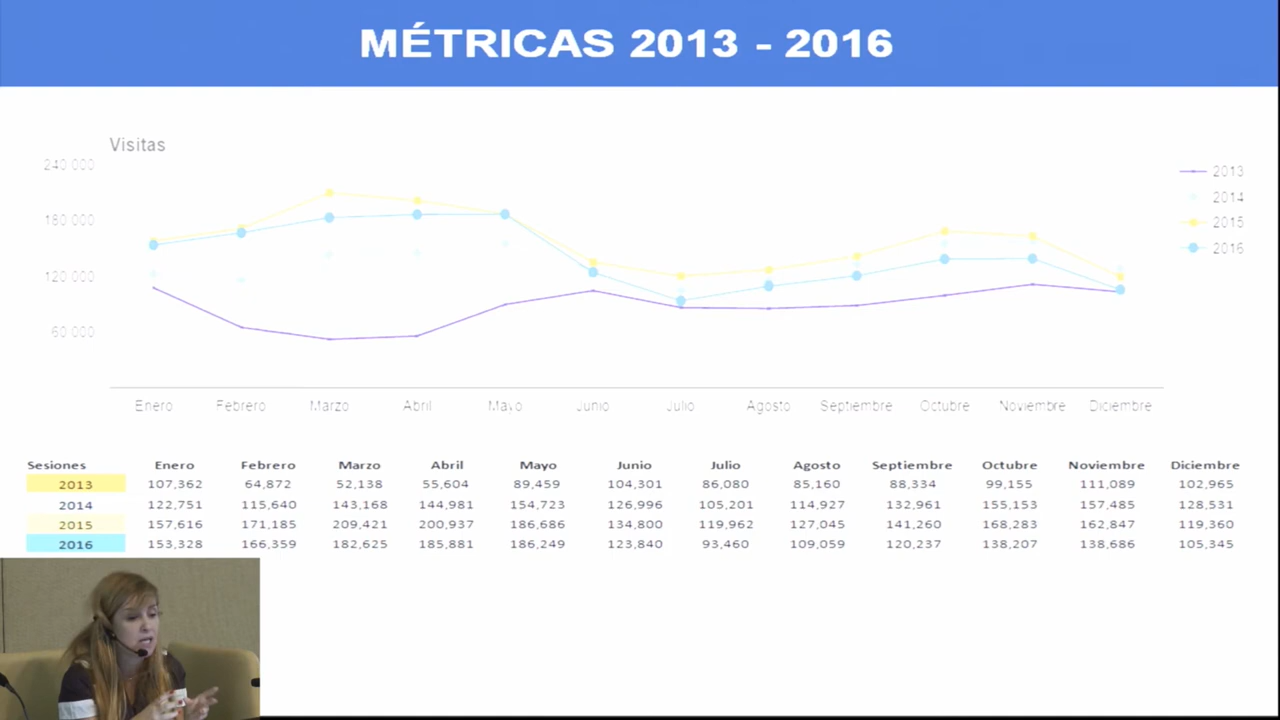 MÉTRICAS 2013 - 2016
Visitas
240 000
180 000
120 000
60 000
2013
2014
2015
2016
Enero Febrero Marzo Abril Mayo Junio Julio Agosto Septiembre Octubre Noviembre Diciembre
Sesiones Enero Febrero Marzo Abril Mayo Junio Julio Agosto Septiembre Octubre Noviembre Diciembre
2013 107,362 64,872 52,138 55,604 89,459 104,301 86,080 85,160 88,334 99,155 111,089 102,965
2014 122,751 115,640 143,168 144,981 154,723 126,996 105,201 114,927 132,961 155,153 157,485 128,531
2015 157,616 171,185 209,421 200,937 186,686 134,800 119,962 127,045 141,260 168,283 162,847 119,360
2016 153,328 166,359 182,625 185,881 186,249 123,840 93,460 109,059 120,237 138,207 138,686 105,345